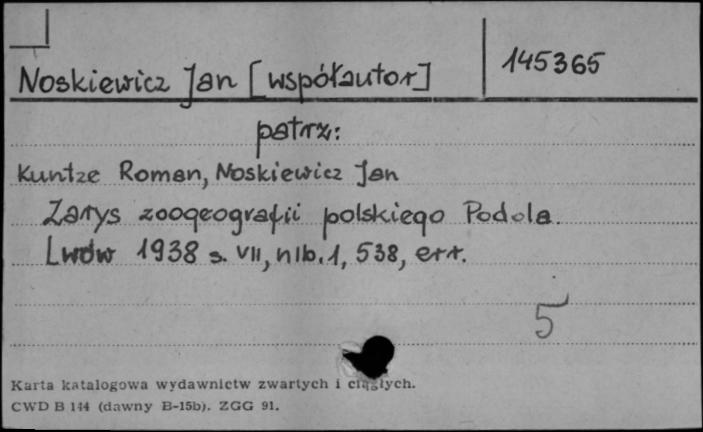 Noskiewicz Jan [współautor] 145365
patrz:
Kuntze Roman, Noskiewicz Jan
Zarys zoogeografii polskiego Podola.
Lwów 1938 s. VII, nlb. 1, 538, err.
5
Karta katalogowa wydawnictw zwartych i ciągłych.
CWD B 144 (dawny B-15b). ZGG 91.